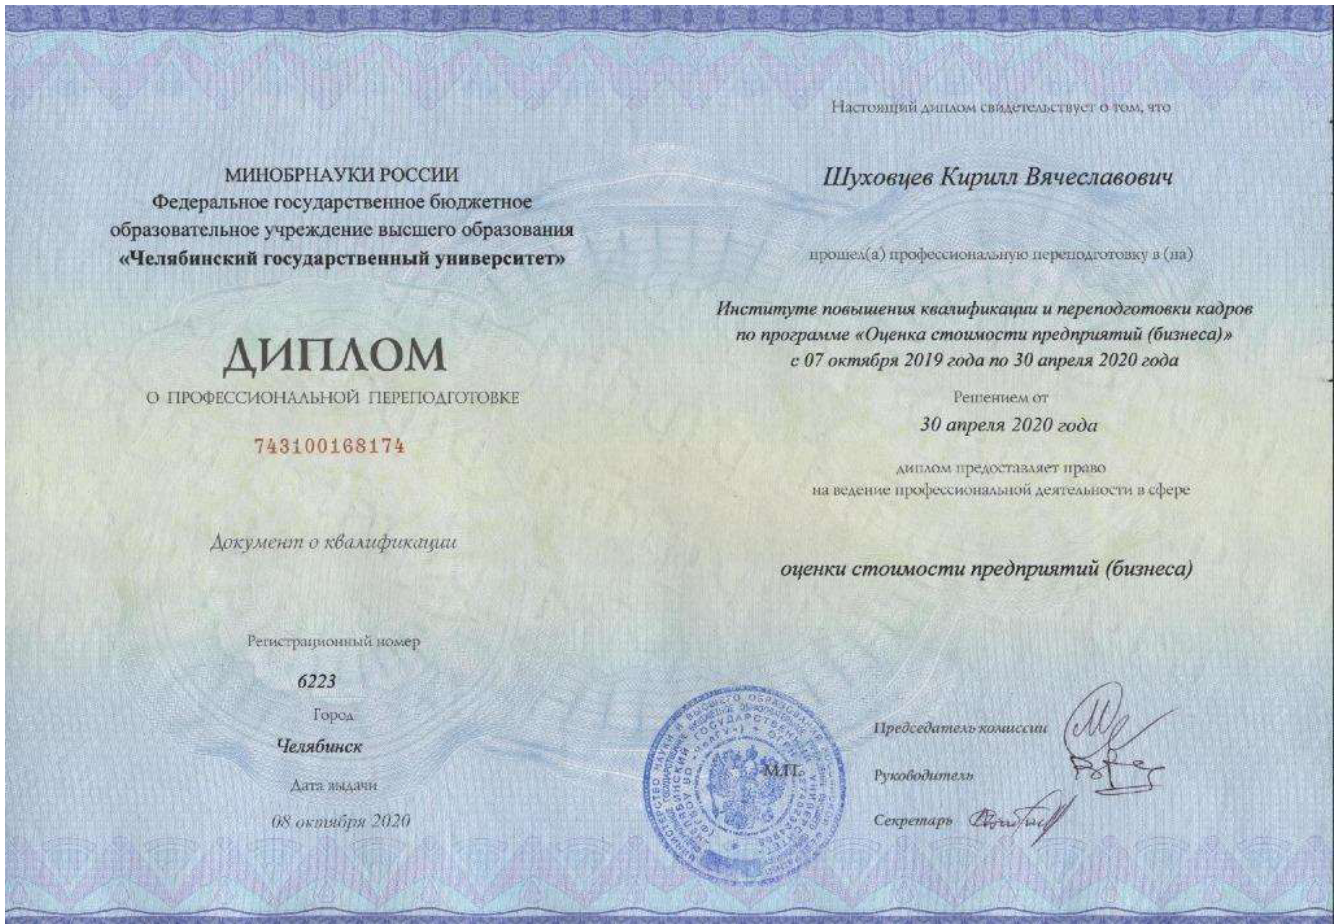 МИНОБРНАУКИ РОССИИ
Федеральное государственное бюджетное
образовательное учреждение высшего образования
«Челябинский государственный университет»
ДИПЛОМ
О ПРОФЕССИОНАЛЬНОЙ ПЕРЕПОДГОТОВКЕ
743100168174
Документ о квалификации
Регистрационный номер
6223
Город
Челябинск
Дата выдачи
08 октября 2020
Настоящий диплом свидетельствует о том, что
Шуховцев Кирилл Вячеславович
прошел(а) профессиональную переподготовку в (на)
Институте повышения квалификации и переподготовки кадров
по программе «Оценка стоимости предприятий (бизнеса)»
с 07 октября 2019 года по 30 апреля 2020 года
Решением от
30 апреля 2020 года
диплом предоставляет право
на ведение профессиональной деятельности в сфере
оценки стоимости предприятий (бизнеса)
М.П.
Председатель комиссии
Руководитель
Секретарь